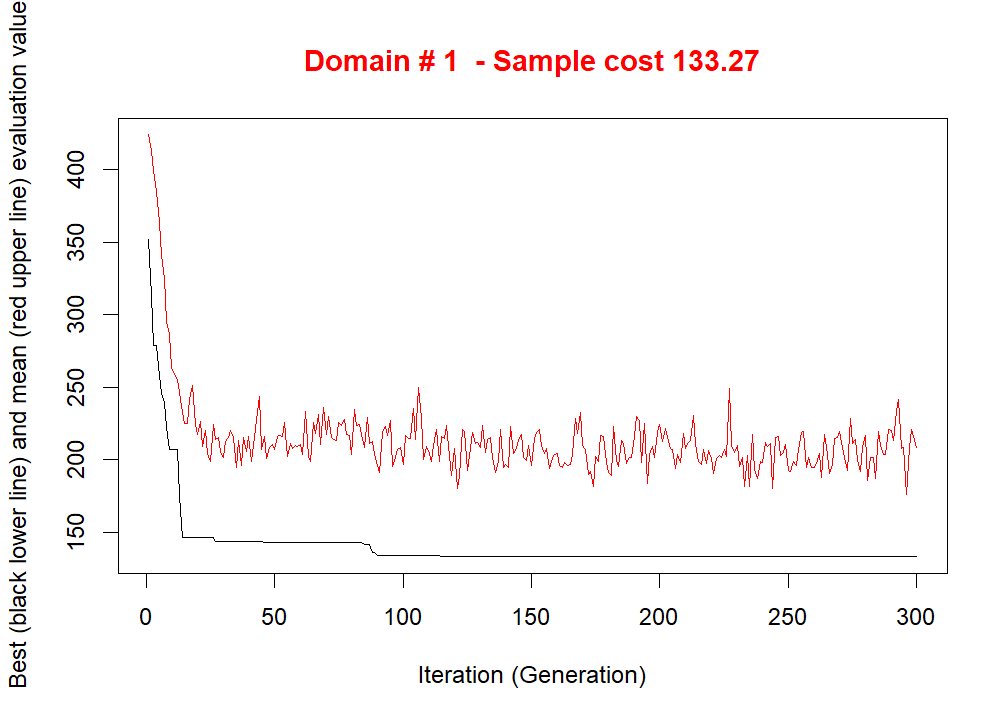 Domain # 1  - Sample cost 133.27
Best (black lower line) and mean (red upper line) evaluation value
400
350
300
250
200
150
0 50 100 150 200 250 300
Iteration (Generation)